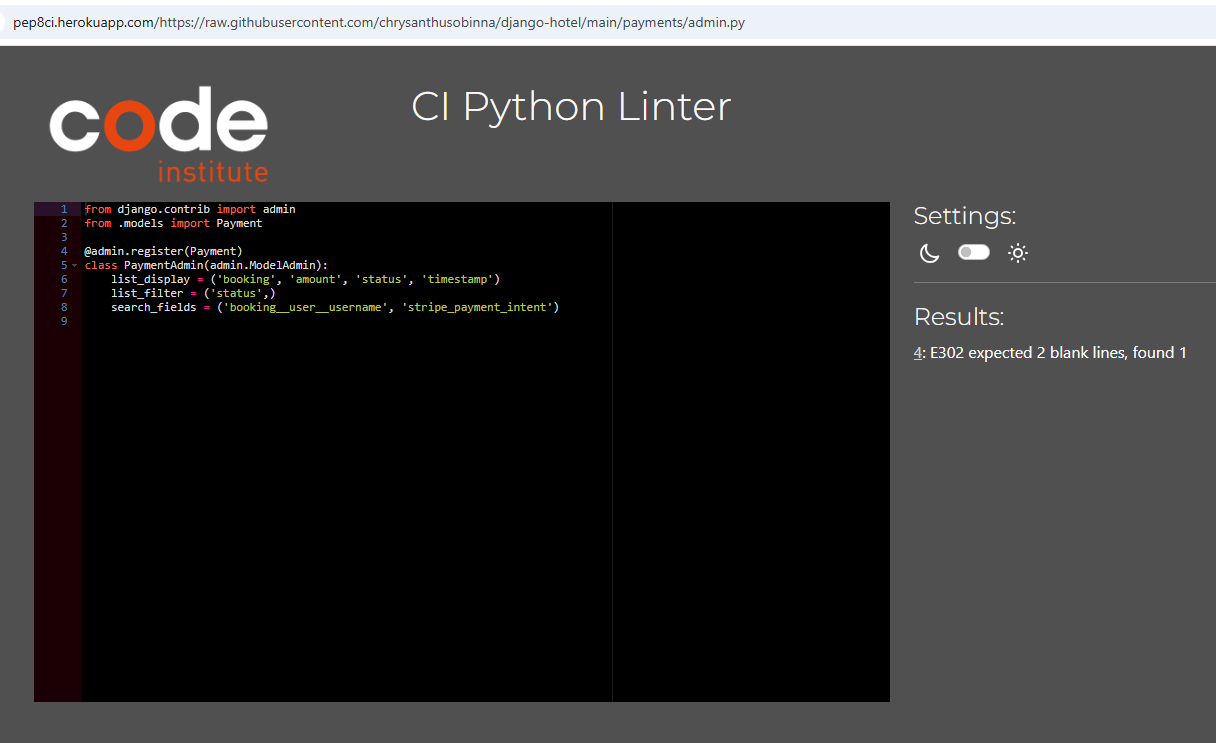 pep8ci.herokuapp.com/https://raw.githubusercontent.com/chrysanthusobinna/django-hotel/main/payments/admin.py
code
institute
CI Python Linter
1 from django.contrib import admin
2 from .models import Payment
3
4 @admin.register(Payment)
5 class PaymentAdmin(admin.ModelAdmin):
6     list_display = ('booking', 'amount', 'status', 'timestamp')
7     list_filter = ('status',)
8     search_fields = ('booking__user__username', 'stripe_payment_intent')
9
Settings:
Results:
4: E302 expected 2 blank lines, found 1